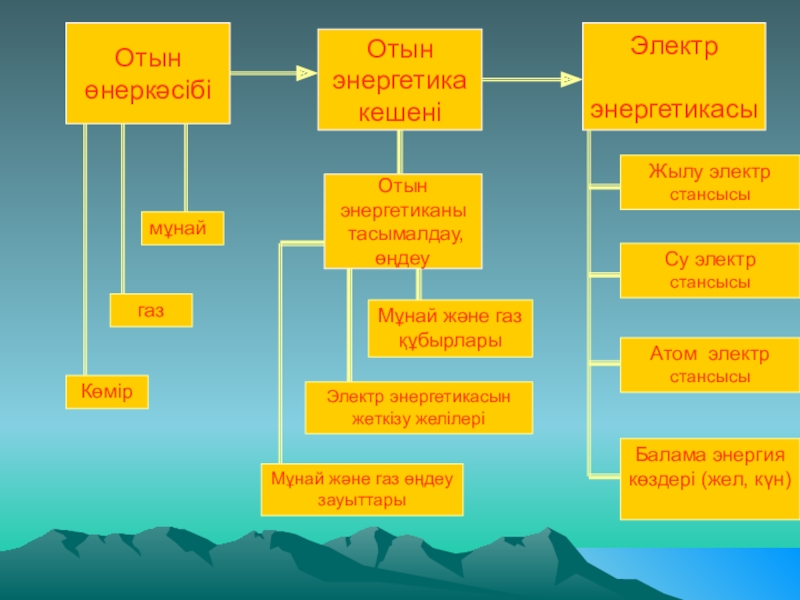 Отын
өнеркәсібі
Отын
энергетика
кешені
Электр
энергетикасы
мұнай
газ
Көмір
Отын
энергетиканы
тасымалдау,
өңдеу
Мұнай және газ
құбырлары
Электр энергетикасын
жеткізу желілері
Мұнай және газ өңдеу
зауыттары
Жылу электр
стансысы
Су электр
стансысы
Атом электр
стансысы
Балама энергия
көздері (жел, күн)